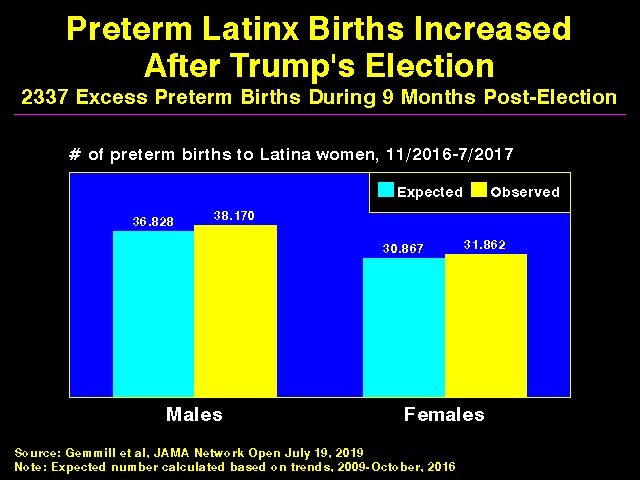 Preterm Latinx Births Increased
After Trump's Election
2337 Excess Preterm Births During 9 Months Post-Election
# of preterm births to Latina women, 11/2016-7/2017
Expected Observed
36.828 38.170
30.867 31.862
Males Females
Source: Gemmill et al, JAMA Network Open July 19, 2019
Note: Expected number calculated based on trends, 2009-October, 2016